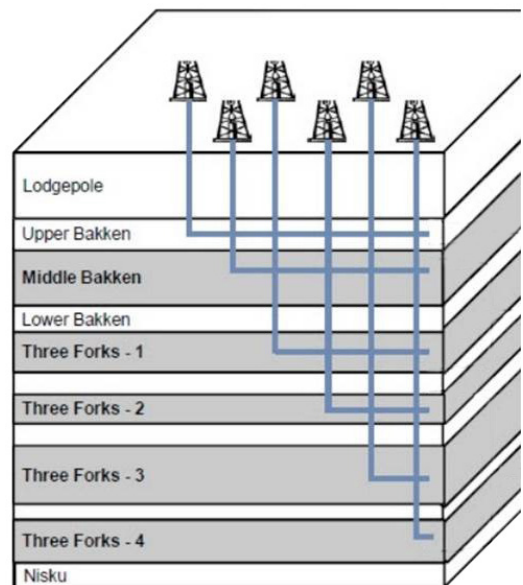 Lodgepole
Upper Bakken
Middle Bakken
Lower Bakken
Three Forks - 1
Three Forks - 2
Three Forks - 3
Three Forks - 4
Nisku